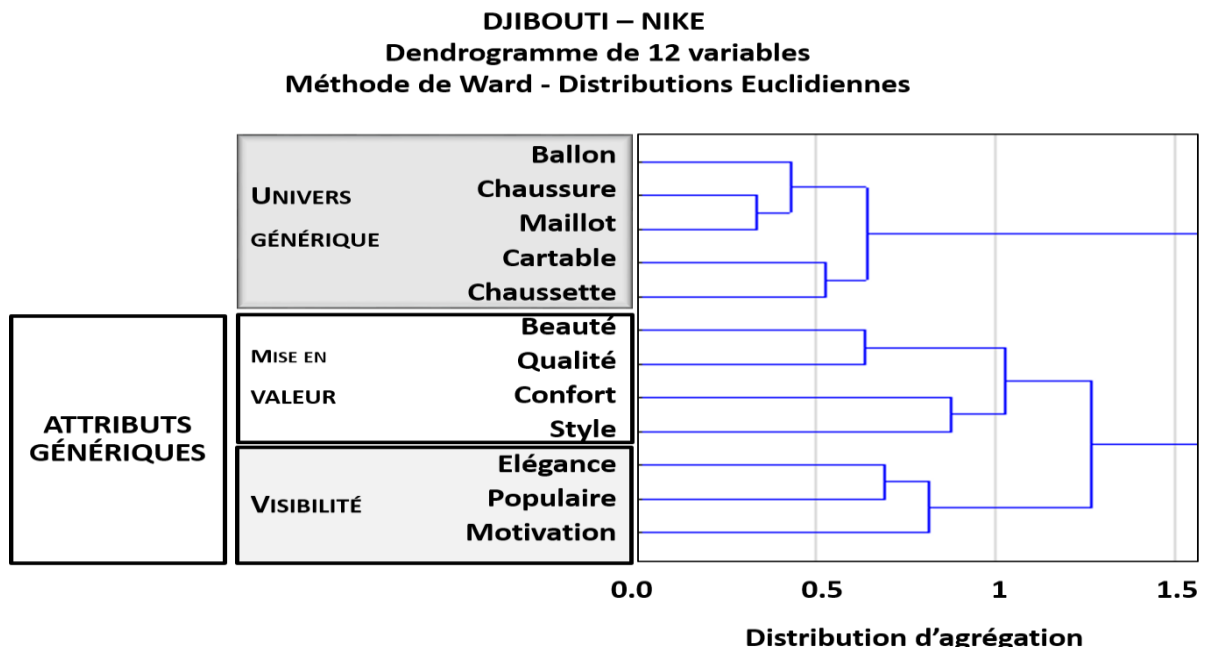 DJIBOUTI – NIKE
Dendrogramme de 12 variables
Méthode de Ward - Distributions Euclidiennes
UNIVERS
GÉNÉRIQUE
Ballon
Chaussure
Maillot
Cartable
Chaussette
ATTRIBUTS
GÉNÉRIQUES
MISE EN
VALEUR
Beauté
Qualité
Confort
Style
VISIBILITÉ
Elégance
Populaire
Motivation
0.0 0.5 1 1.5
Distribution d'agrégation